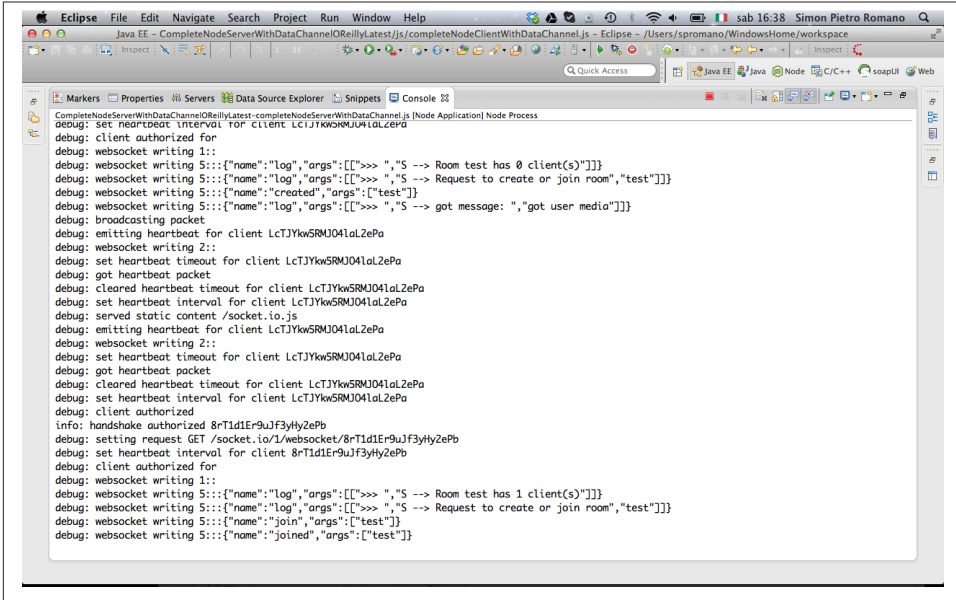 Eclipse File Edit Navigate Search Project Run Window Help sab 16:38 Simon Pietro Romano
Java EE - CompleteNodeServerWithDataChannelOReillyLatest/js/completeNodeClientWithDataChannel.js - Eclipse - /Users/spromano/WindowsHome/workspace
Inspect Inspect
Quick Access Java EE Java Node C/C++ soapUI Web
Markers Properties Servers Data Source Explorer Snippets Console
CompleteNodeServerWithDataChannelOReillyLatest-completeNodeServerWithDataChannel.js [Node Application] Node Process
debug: set heartbeat interval for client LcTJYkw5RMJO4laL2ePa
debug: client authorized for
debug: websocket writing 1::
debug: websocket writing 5:::{"name":"log","args":[[">>> ","S --> Room test has 0 client(s)"]]}
debug: websocket writing 5:::{"name":"log","args":[[">>> ","S --> Request to create or join room","test"]]}
debug: websocket writing 5:::{"name":"created","args":["test"]}
debug: websocket writing 5:::{"name":"log","args":[[">>> ","S --> got message: ","got user media"]]}
debug: broadcasting packet
debug: emitting heartbeat for client LcTJYkw5RMJO4laL2ePa
debug: websocket writing 2::
debug: set heartbeat timeout for client LcTJYkw5RMJO4laL2ePa
debug: got heartbeat packet
debug: cleared heartbeat timeout for client LcTJYkw5RMJO4laL2ePa
debug: set heartbeat interval for client LcTJYkw5RMJO4laL2ePa
debug: served static content /socket.io.js
debug: emitting heartbeat for client LcTJYkw5RMJO4laL2ePa
debug: websocket writing 2::
debug: set heartbeat timeout for client LcTJYkw5RMJO4laL2ePa
debug: got heartbeat packet
debug: cleared heartbeat timeout for client LcTJYkw5RMJO4laL2ePa
debug: set heartbeat interval for client LcTJYkw5RMJO4laL2ePa
debug: client authorized
info: handshake authorized 8rT1d1Er9uJf3yHy2ePb
debug: setting request GET /socket.io/1/websocket/8rT1d1Er9uJf3yHy2ePb
debug: set heartbeat interval for client 8rT1d1Er9uJf3yHy2ePb
debug: client authorized for
debug: websocket writing 1::
debug: websocket writing 5:::{"name":"log","args":[[">>> ","S --> Room test has 1 client(s)"]]}
debug: websocket writing 5:::{"name":"log","args":[[">>> ","S --> Request to create or join room","test"]]}
debug: websocket writing 5:::{"name":"join","args":["test"]}
debug: websocket writing 5:::{"name":"joined","args":["test"]}